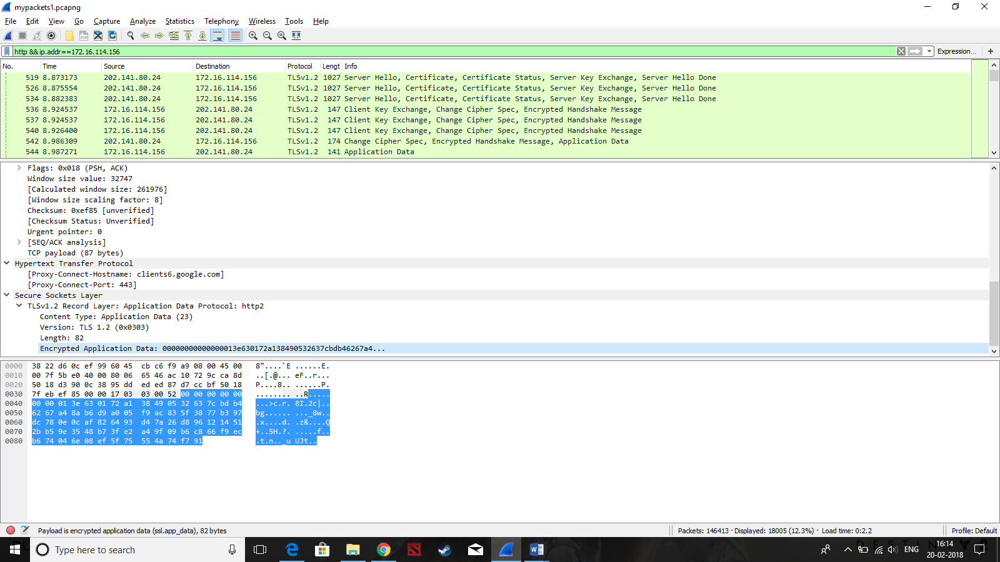 mypackets1.pcapng
File Edit View Go Capture Analyze Statistics Telephony Wireless Tools Help
http && ip.addr==172.16.114.156
Expression... +
No. Time Source Destination Protocol Lengt Info
519 8.873173 202.141.80.24 172.16.114.156 TLSv1.2 1027 Server Hello, Certificate, Certificate Status, Server Key Exchange, Server Hello Done
526 8.875554 202.141.80.24 172.16.114.156 TLSv1.2 1027 Server Hello, Certificate, Certificate Status, Server Key Exchange, Server Hello Done
534 8.882383 202.141.80.24 172.16.114.156 TLSv1.2 1027 Server Hello, Certificate, Certificate Status, Server Key Exchange, Server Hello Done
536 8.924537 172.16.114.156 202.141.80.24 TLSv1.2 147 Client Key Exchange, Change Cipher Spec, Encrypted Handshake Message
537 8.924537 172.16.114.156 202.141.80.24 TLSv1.2 147 Client Key Exchange, Change Cipher Spec, Encrypted Handshake Message
540 8.926400 172.16.114.156 202.141.80.24 TLSv1.2 147 Client Key Exchange, Change Cipher Spec, Encrypted Handshake Message
542 8.986309 202.141.80.24 172.16.114.156 TLSv1.2 174 Change Cipher Spec, Encrypted Handshake Message, Application Data
544 8.987271 172.16.114.156 202.141.80.24 TLSv1.2 141 Application Data
Flags: 0x018 (PSH, ACK)
Window size value: 32747
[Calculated window size: 261976]
[Window size scaling factor: 8]
Checksum: 0xef85 [unverified]
[Checksum Status: Unverified]
Urgent pointer: 0
[SEQ/ACK analysis]
TCP payload (87 bytes)
Hypertext Transfer Protocol
[Proxy-Connect-Hostname: clients6.google.com]
[Proxy-Connect-Port: 443]
Secure Sockets Layer
TLSv1.2 Record Layer: Application Data Protocol: http2
Content Type: Application Data (23)
Version: TLS 1.2 (0x0303)
Length: 82
Encrypted Application Data: 00000000000000013e630172a138490532637cbdb46267a4...
0000 38 22 d6 0c ef 99 60 45 cb c6 f9 a9 08 00 45 00 8"....`E ......E.
0010 00 7f 5b e0 40 00 80 06 65 46 ac 10 72 9c ca 8d ..[.@... eF..r...
0020 50 18 d3 90 0c 38 95 dd ed ed 87 d7 cc bf 50 18 P....8.. ......P.
0030 7f eb ef 85 00 00 17 03 03 00 52 00 00 00 00 00 ........ ..R.....
0040 00 00 01 3e 63 01 72 a1 38 49 05 32 63 7c bd b4 ...>c.r. 8I.2c|..
0050 62 67 a4 8a b6 d9 a0 05 f9 ac 83 5f 38 77 b3 97 bg...... ..._8w..
0060 dc 78 0e 0c af 82 64 93 d4 7a 26 d8 96 12 14 51 .x....d. .z&....Q
0070 2b b5 9e 35 48 b7 3f e2 a4 9f 09 b6 c8 66 f9 ec +..5H.?. .....f..
0080 b6 74 04 6e 08 ef 5f 75 55 4a 74 f7 91 .t.n.._u UJt..
Payload is encrypted application data (ssl.app_data), 82 bytes
Packets: 146413 · Displayed: 18005 (12.3%) · Load time: 0:2.2
Profile: Default
Type here to search
ENG
16:14
20-02-2018